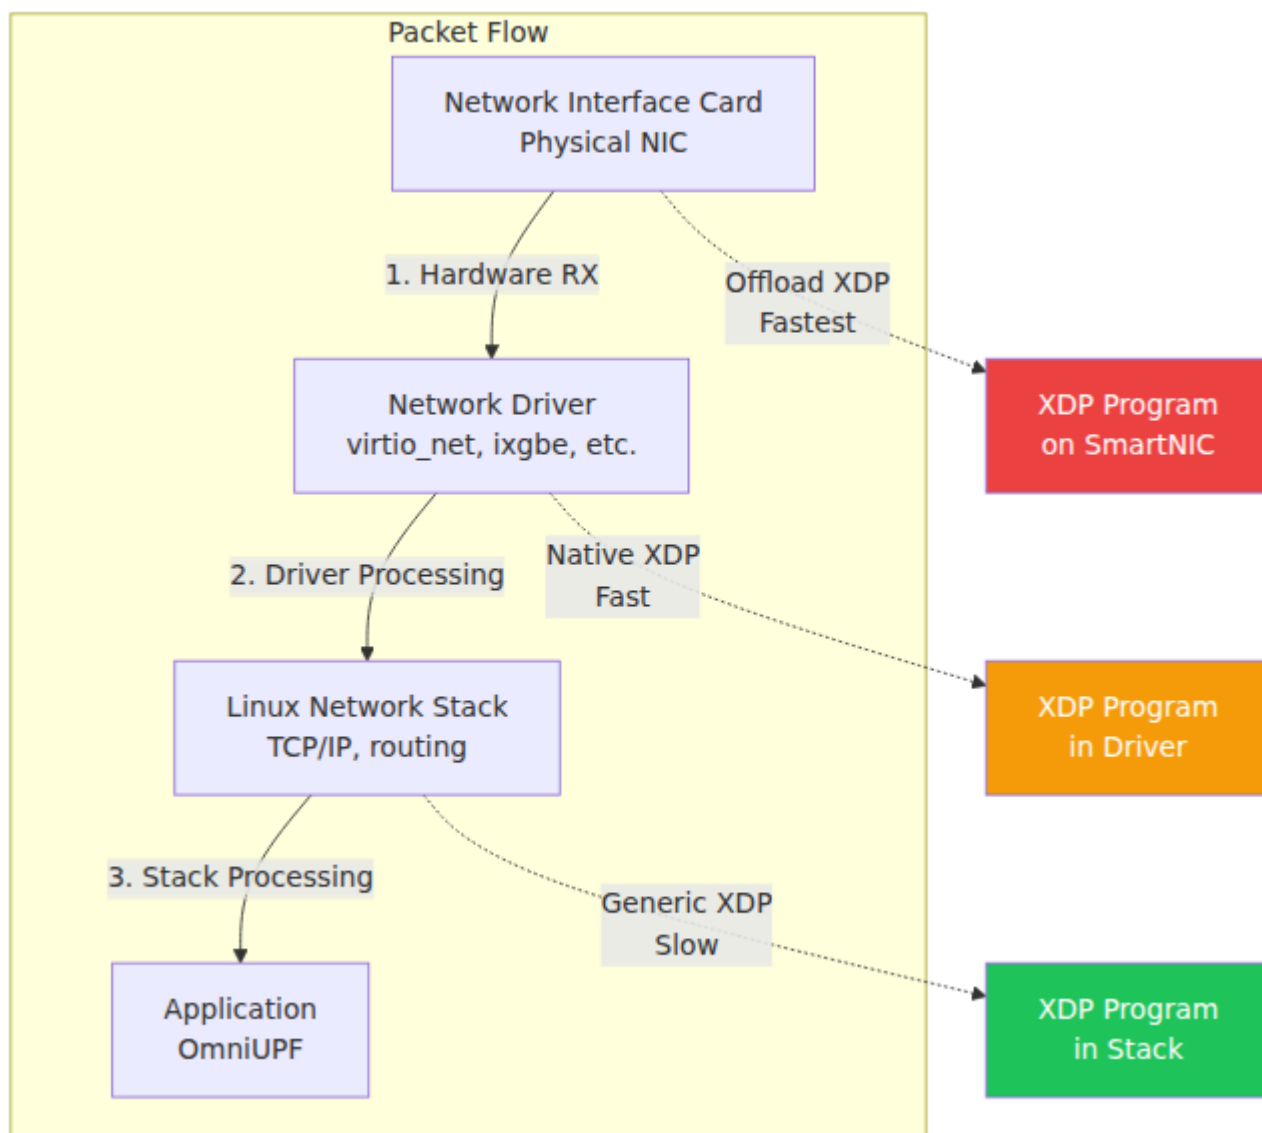 Packet Flow
Network Interface Card
Physical NIC
1. Hardware RX
Offload XDP
Fastest
Network Driver
virtio_net, ixgbe, etc.
XDP Program
on SmartNIC
2. Driver Processing
Native XDP
Fast
Linux Network Stack
TCP/IP, routing
XDP Program
in Driver
3. Stack Processing
Generic XDP
Slow
Application
OmniUPF
XDP Program
in Stack